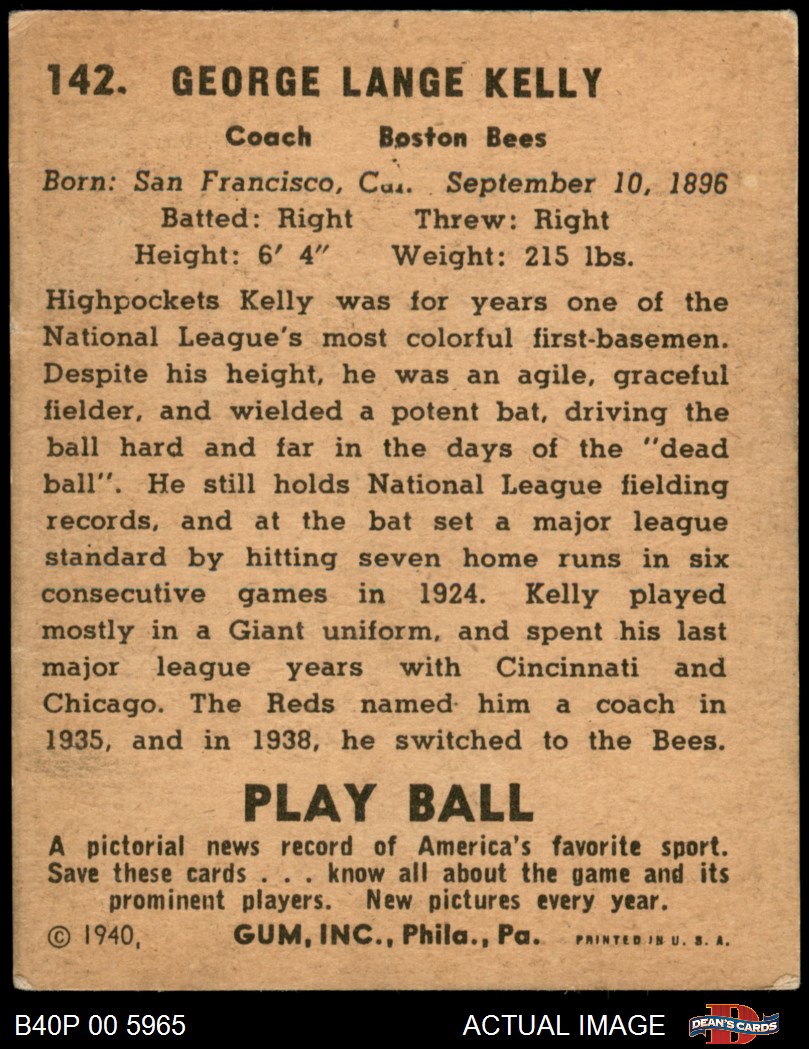 142. GEORGE LANGE KELLY
Coach Boston Bees
Born: San Francisco, Cal. September 10, 1896
Batted: Right Threw: Right
Height: 6' 4" Weight: 215 lbs.
Highpockets Kelly was for years one of the
National League's most colorful first-basemen.
Despite his height, he was an agile, graceful
fielder, and wielded a potent bat, driving the
ball hard and far in the days of the "dead
ball". He still holds National League fielding
records, and at the bat set a major league
standard by hitting seven home runs in six
consecutive games in 1924. Kelly played
mostly in a Giant uniform, and spent his last
major league years with Cincinnati and
Chicago. The Reds named him a coach in
1935, and in 1938, he switched to the Bees.
PLAY BALL
A pictorial news record of America's favorite sport.
Save these cards . . . know all about the game and its
prominent players. New pictures every year.
© 1940, GUM, INC., Phila., Pa. PRINTED IN U. S. A.
B40P 00 5965 ACTUAL IMAGE DEAN'S CARDS